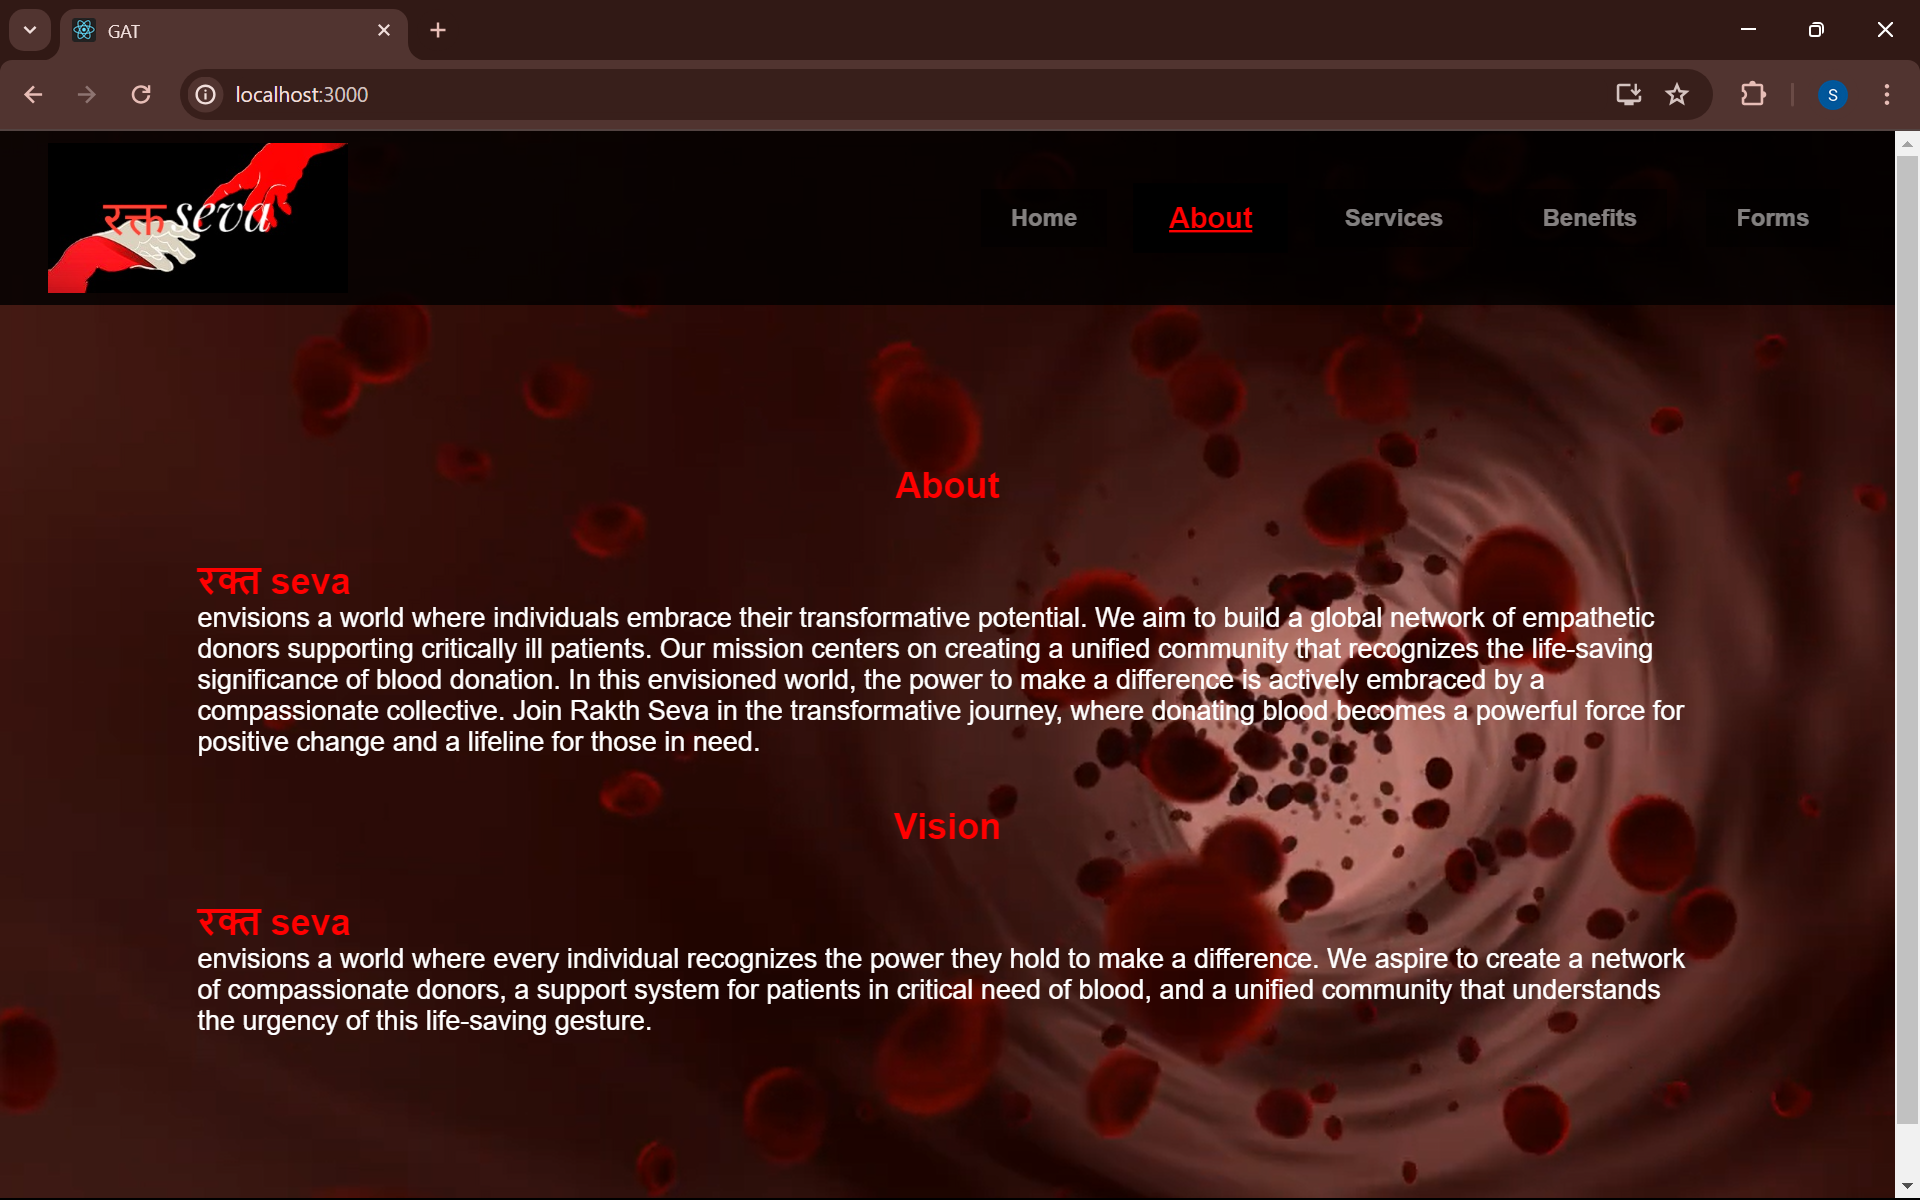 GAT
localhost:3000
S
रक्त seva
Home About Services Benefits Forms
About
रक्त seva
envisions a world where individuals embrace their transformative potential. We aim to build a global network of empathetic
donors supporting critically ill patients. Our mission centers on creating a unified community that recognizes the life-saving
significance of blood donation. In this envisioned world, the power to make a difference is actively embraced by a
compassionate collective. Join Rakth Seva in the transformative journey, where donating blood becomes a powerful force for
positive change and a lifeline for those in need.
Vision
रक्त seva
envisions a world where every individual recognizes the power they hold to make a difference. We aspire to create a network
of compassionate donors, a support system for patients in critical need of blood, and a unified community that understands
the urgency of this life-saving gesture.